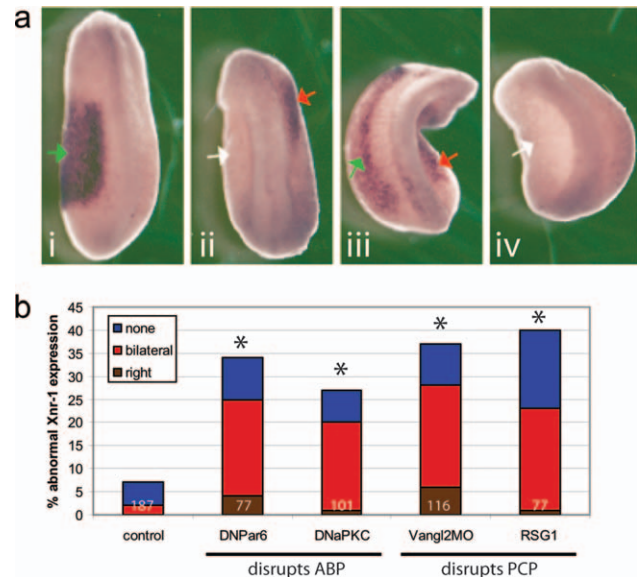 a
i
ii
iii
iv
b
% abnormal Xnr-1 expression
45
40
35
30
25
20
15
10
5
0
none
bilateral
right
*
*
*
*
187
77
101
116
77
control
DNPar6
DNaPKC
Vangl2MO
RSG1
disrupts ABP
disrupts PCP